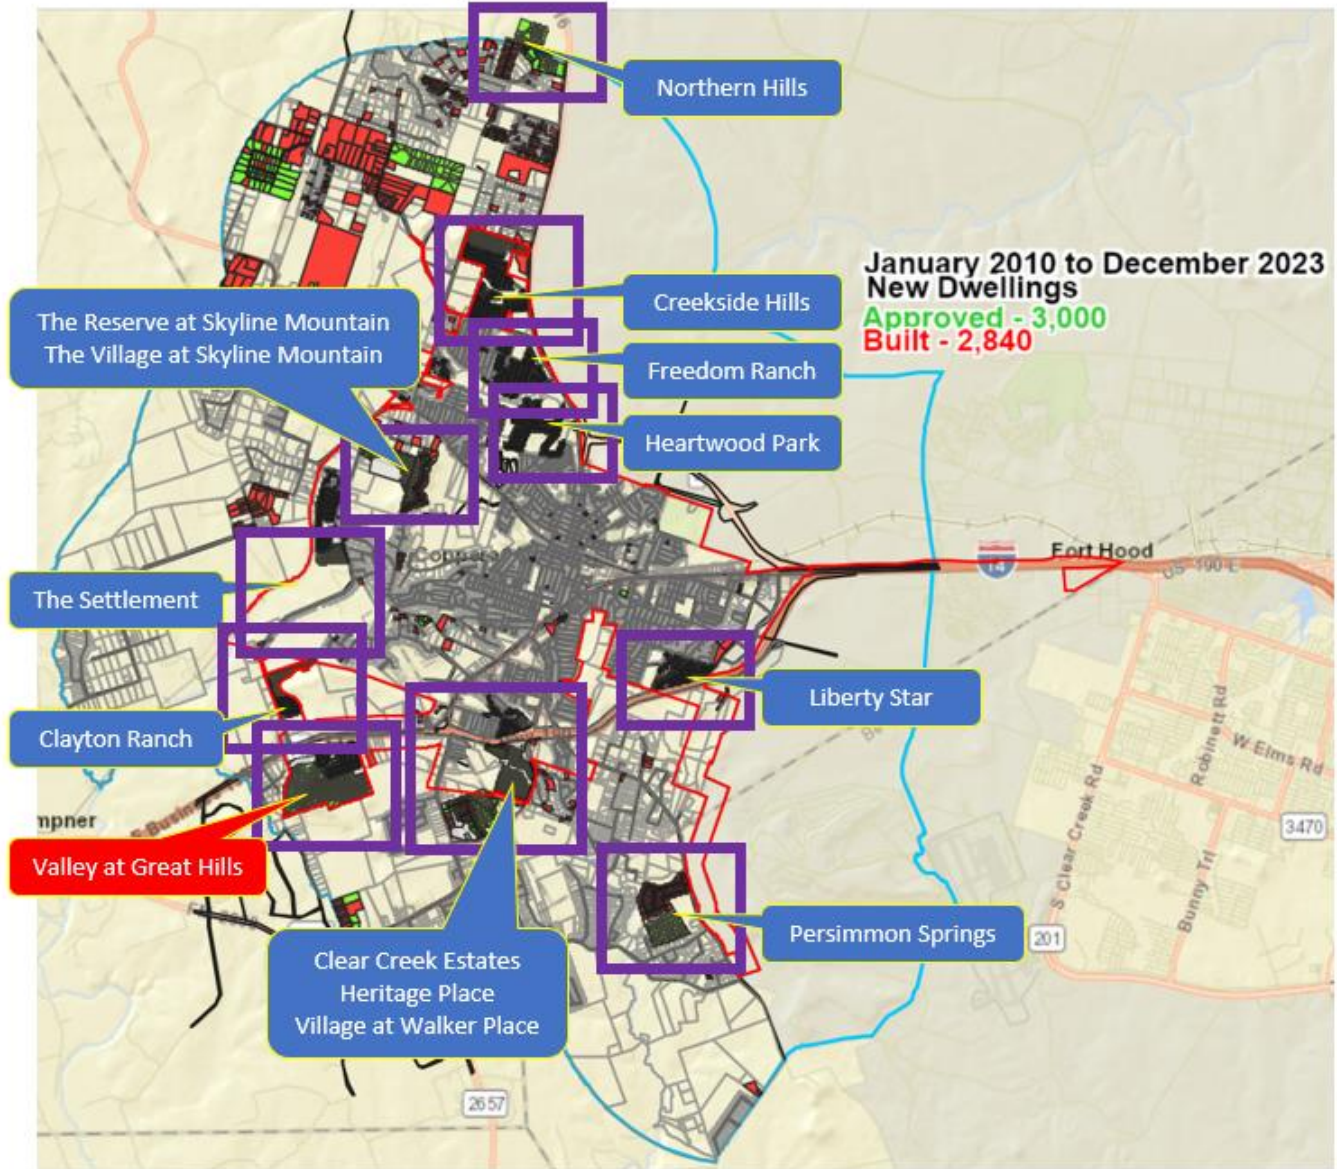 Northern Hills
January 2010 to December 2023
New Dwellings
Approved - 3,000
Built - 2,840
Creekside Hills
The Reserve at Skyline Mountain
The Village at Skyline Mountain
Freedom Ranch
Heartwood Park
Fort Hood
14
US 190 E
The Settlement
Liberty Star
Clayton Ranch
Robinett Rd
W Elms Rd
S Clear Creek Rd
Bunny Trl
3470
mpner
Valley at Great Hills
Persimmon Springs
201
Clear Creek Estates
Heritage Place
Village at Walker Place
2657